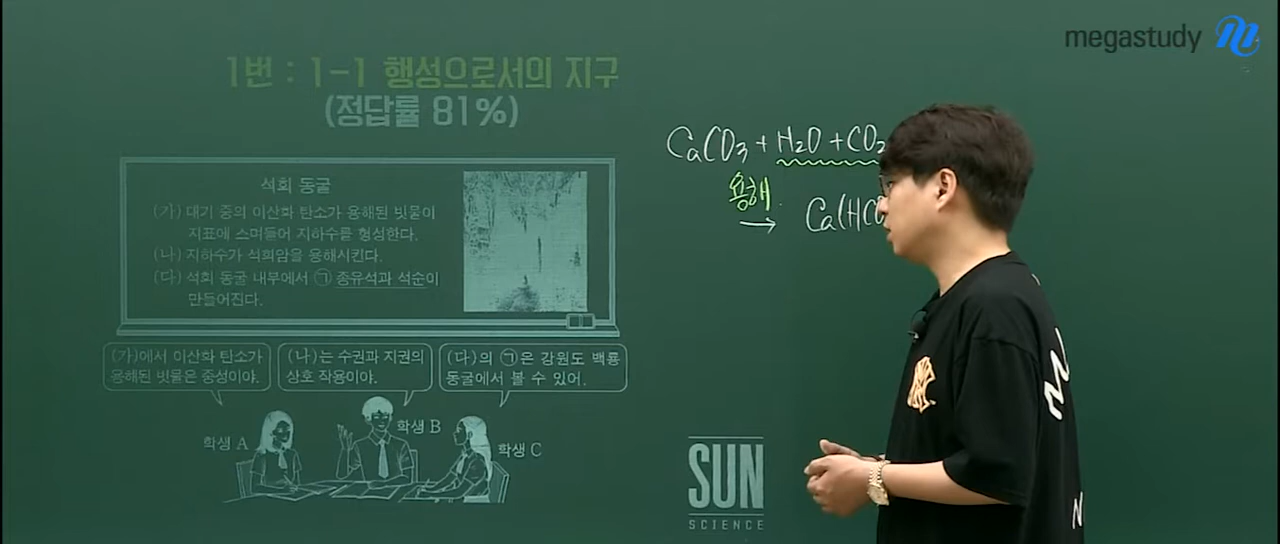 megastudy
1번 : 1-1 행성으로서의 지구
(정답률 81%)
CaCO₃ + H₂O + CO₂
용해
→ Ca(HCO
석회 동굴
(가) 대기 중의 이산화 탄소가 용해된 빗물이
지표에 스며들어 지하수를 형성한다.
(나) 지하수가 석회암을 용해시킨다.
(다) 석회 동굴 내부에서 ㉠ 종유석과 석순이
만들어진다.
(가)에서 이산화 탄소가
용해된 빗물은 중성이야.
(나)는 수권과 지권의
상호 작용이야.
(다)의 ㉠은 강원도 백룡
동굴에서 볼 수 있어.
학생 A
학생 B
학생 C
SUN
SCIENCE